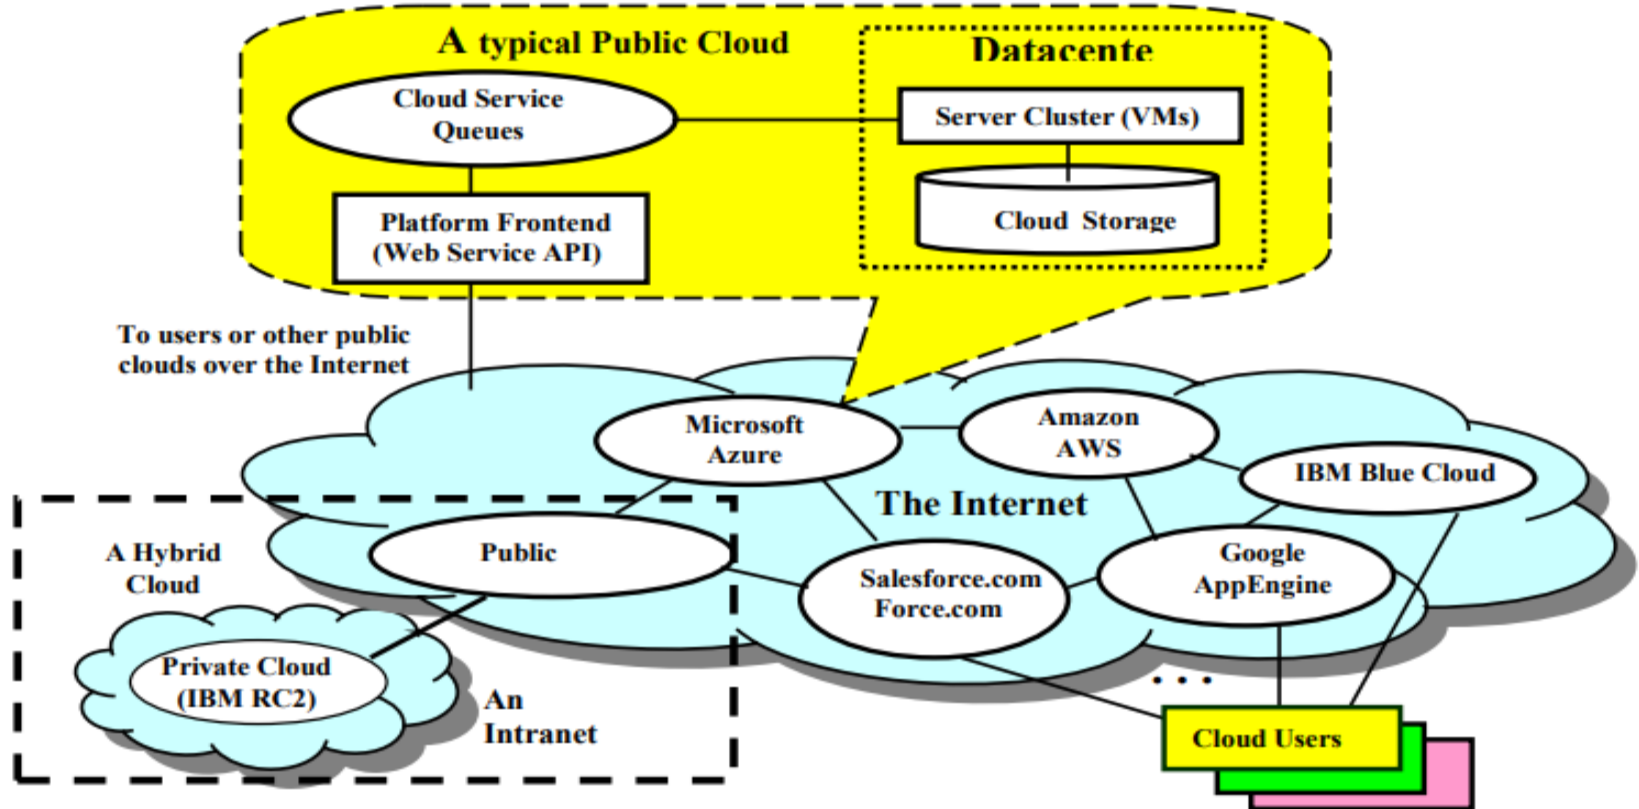 A typical Public Cloud
Datacente
Cloud Service
Queues
Server Cluster (VMs)
Platform Frontend
(Web Service API)
Cloud Storage
To users or other public
clouds over the Internet
Microsoft
Azure
Amazon
AWS
IBM Blue Cloud
The Internet
A Hybrid
Cloud
Public
Salesforce.com
Force.com
Google
AppEngine
Private Cloud
(IBM RC2)
An
Intranet
. . .
Cloud Users